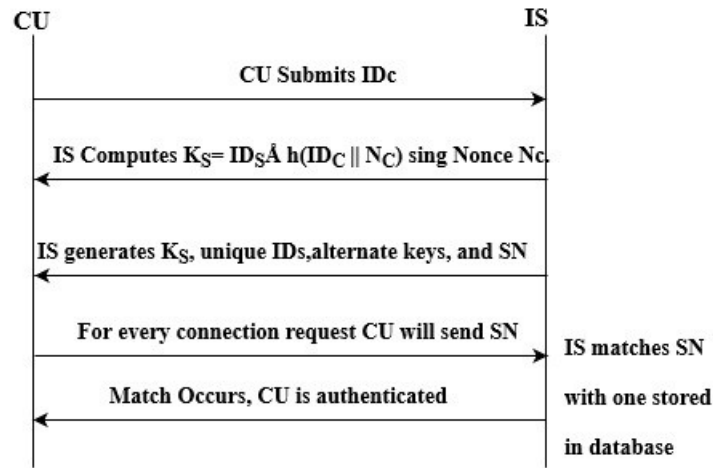 CU
IS
CU Submits IDc
IS Computes KS= IDSÅ h(IDC || NC) sing Nonce Nc.
IS generates KS, unique IDs,alternate keys, and SN
For every connection request CU will send SN
IS matches SN
Match Occurs, CU is authenticated
with one stored
in database